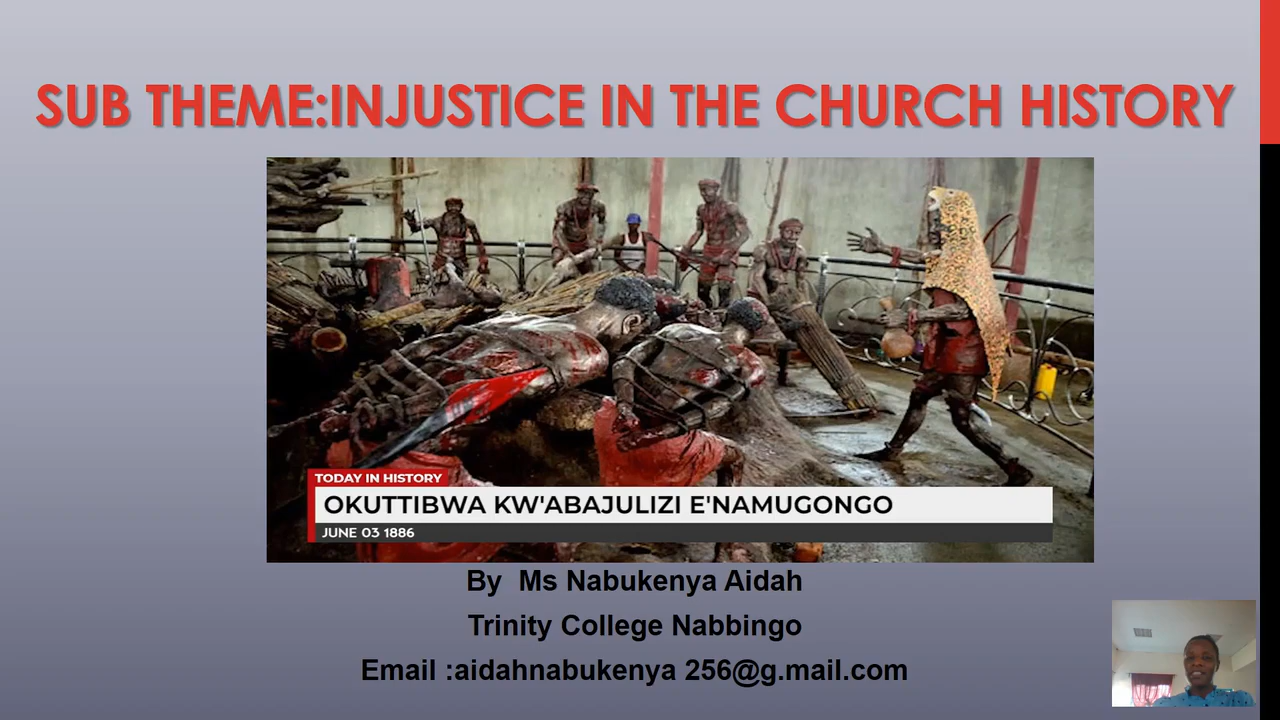 SUB THEME:INJUSTICE IN THE CHURCH HISTORY
TODAY IN HISTORY
OKUTTIBWA KW'ABAJULIZI E'NAMUGONGO
JUNE 03 1886
By Ms Nabukenya Aidah
Trinity College Nabbingo
Email :aidahnabukenya 256@g.mail.com